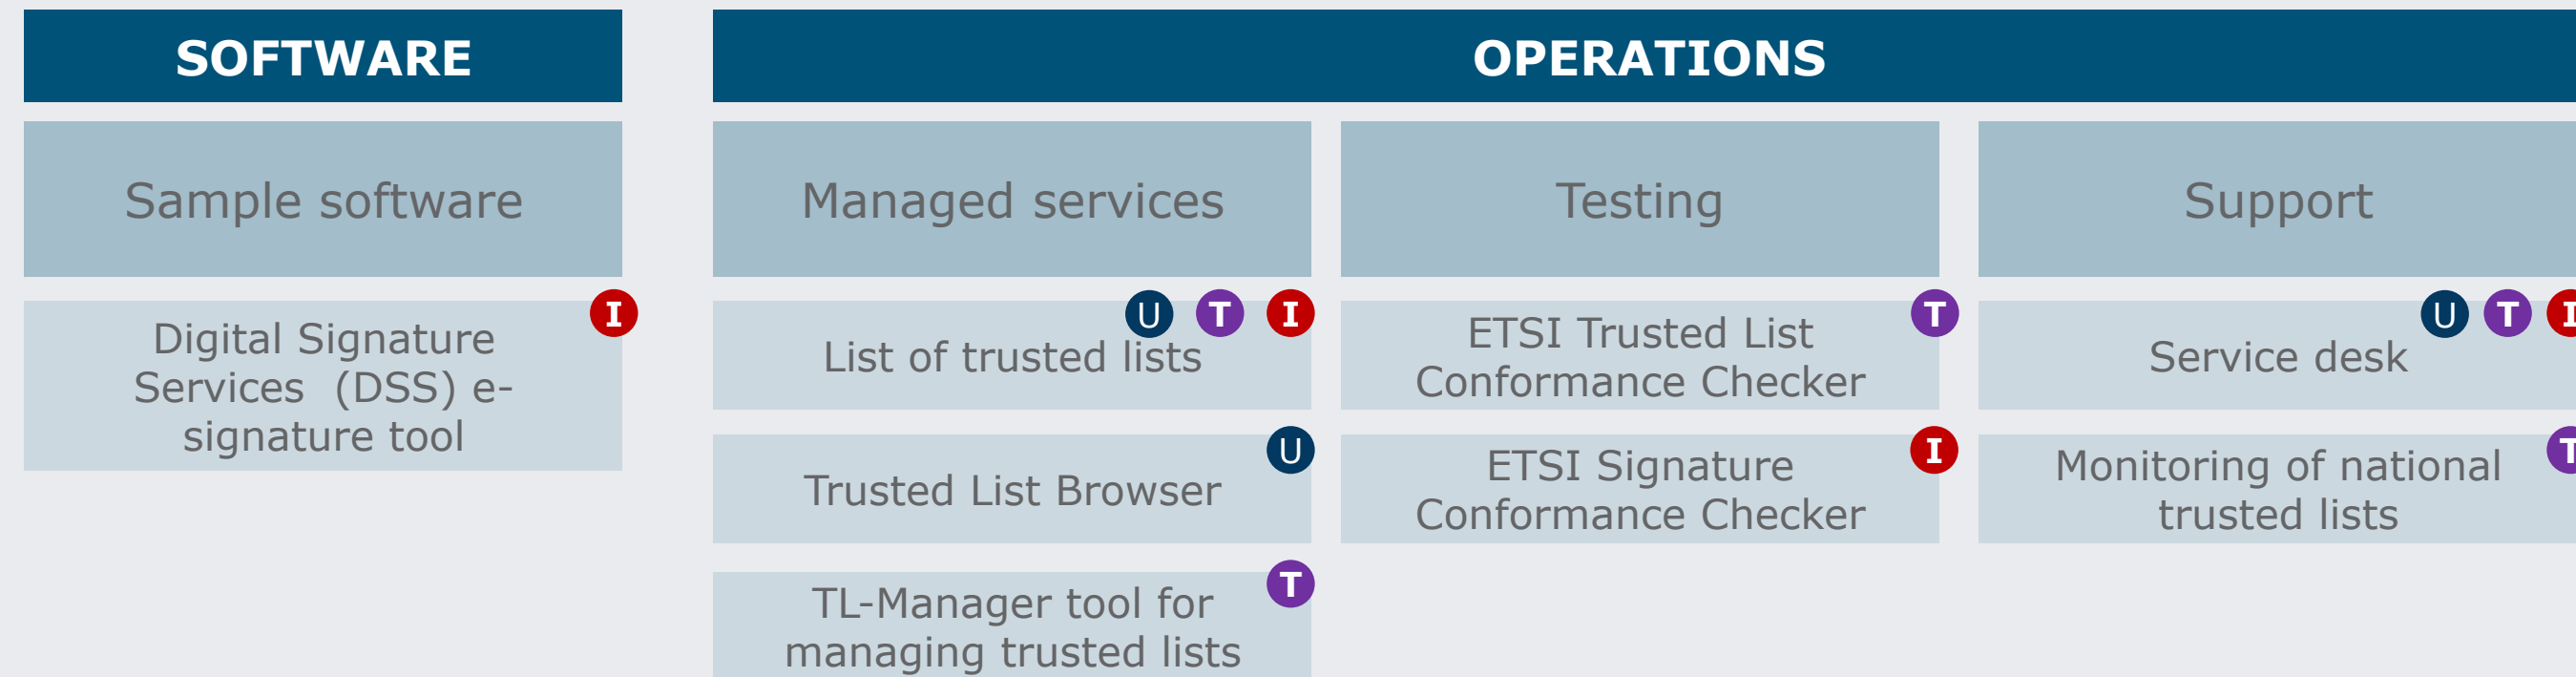 SOFTWARE
OPERATIONS
Sample software
Managed services
Testing
Support
I
Digital Signature
Services (DSS) e-
signature tool
U T I
List of trusted lists
T
ETSI Trusted List
Conformance Checker
U T I
Service desk
U
Trusted List Browser
I
ETSI Signature
Conformance Checker
T
Monitoring of national
trusted lists
T
TL-Manager tool for
managing trusted lists